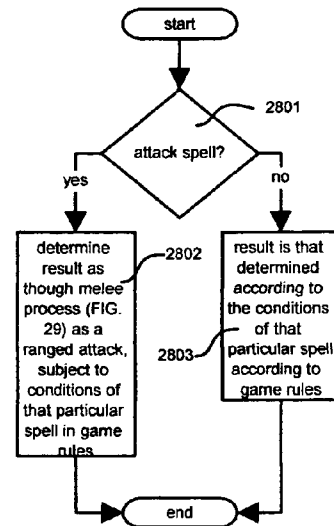 start
2801
attack spell?
yes
no
determine
result as
though melee
process (FIG.
29) as a
ranged attack,
subject to
conditions of
that particular
spell in game
rules
2802
result is that
determined
according to
the conditions
of that
particular spell
according to
game rules
2803
end